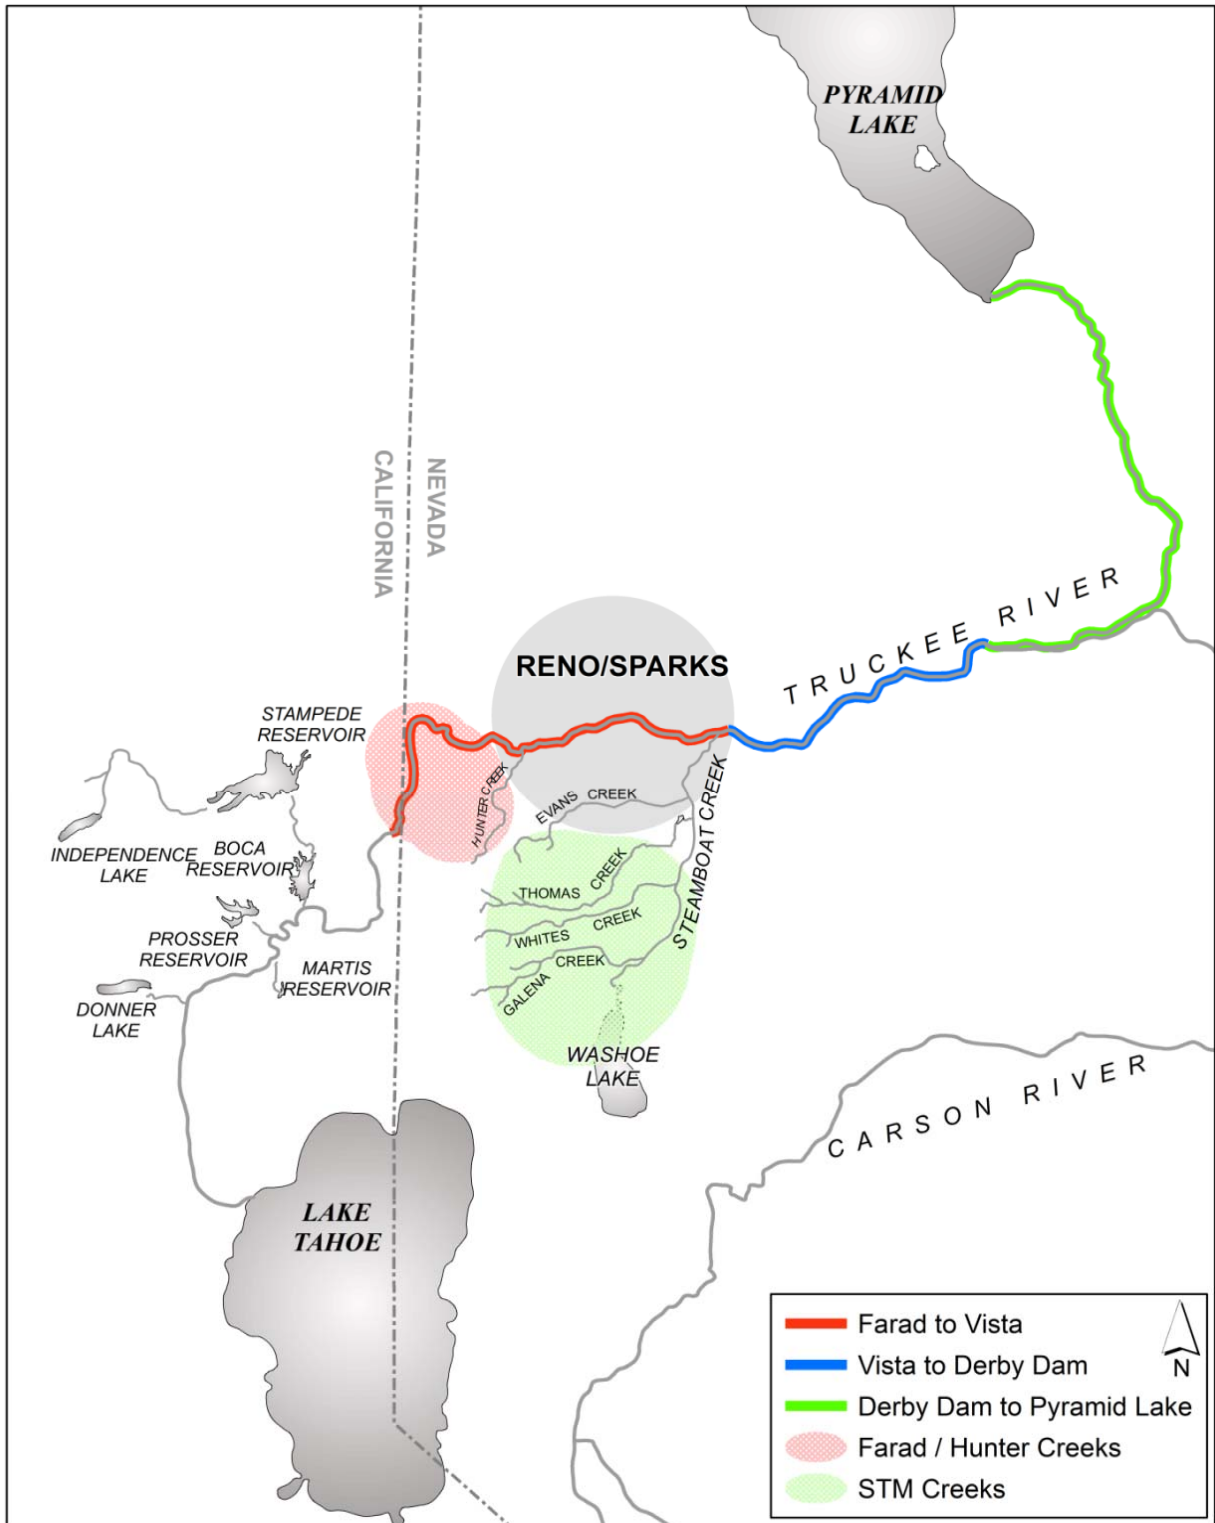 PYRAMID
LAKE
NEVADA
CALIFORNIA
TRUCKEE RIVER
RENO/SPARKS
STAMPEDE
RESERVOIR
HUNTER CREEK
EVANS CREEK
INDEPENDENCE
LAKE
BOCA
RESERVOIR
STEAMBOAT CREEK
THOMAS CREEK
WHITES CREEK
PROSSER
RESERVOIR
MARTIS
RESERVOIR
GALENA CREEK
DONNER
LAKE
WASHOE
LAKE
CARSON RIVER
LAKE
TAHOE
Farad to Vista
Vista to Derby Dam
Derby Dam to Pyramid Lake
Farad / Hunter Creeks
STM Creeks
N